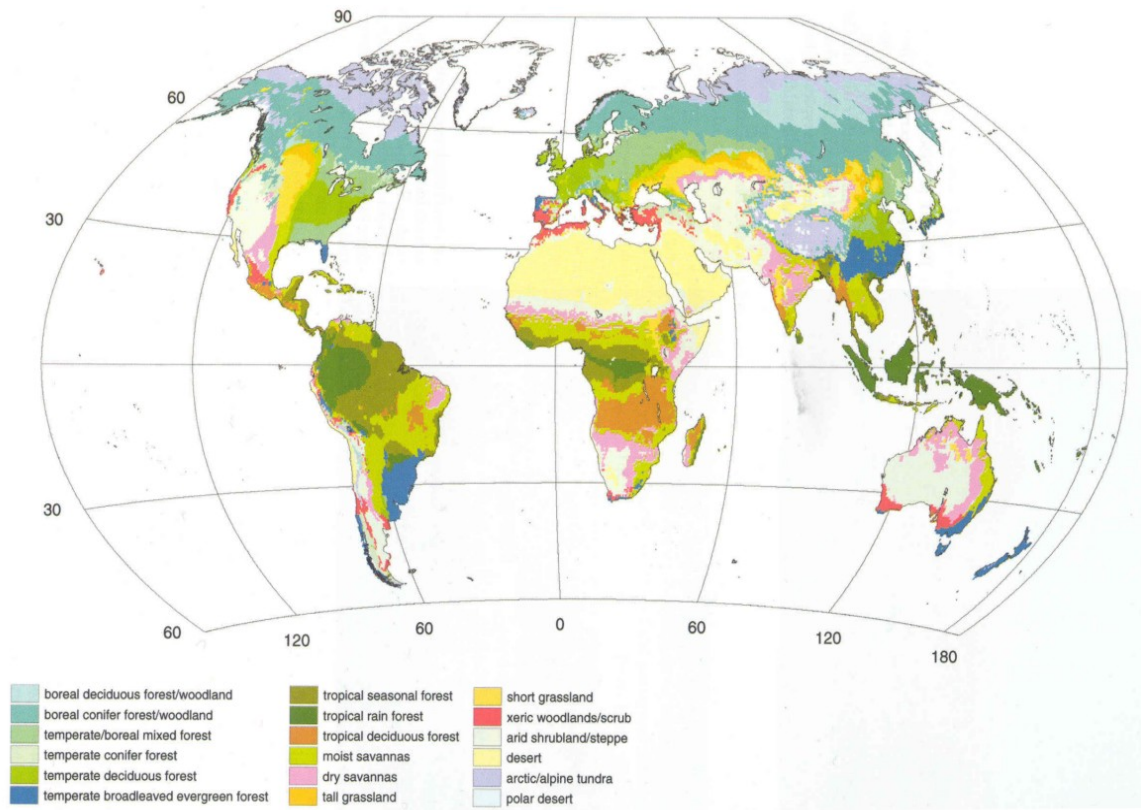 90
60
30
30
60
120
60
0
60
120
180
boreal deciduous forest/woodland
boreal conifer forest/woodland
temperate/boreal mixed forest
temperate conifer forest
temperate deciduous forest
temperate broadleaved evergreen forest
tropical seasonal forest
tropical rain forest
tropical deciduous forest
moist savannas
dry savannas
tall grassland
short grassland
xeric woodlands/scrub
arid shrubland/steppe
desert
arctic/alpine tundra
polar desert